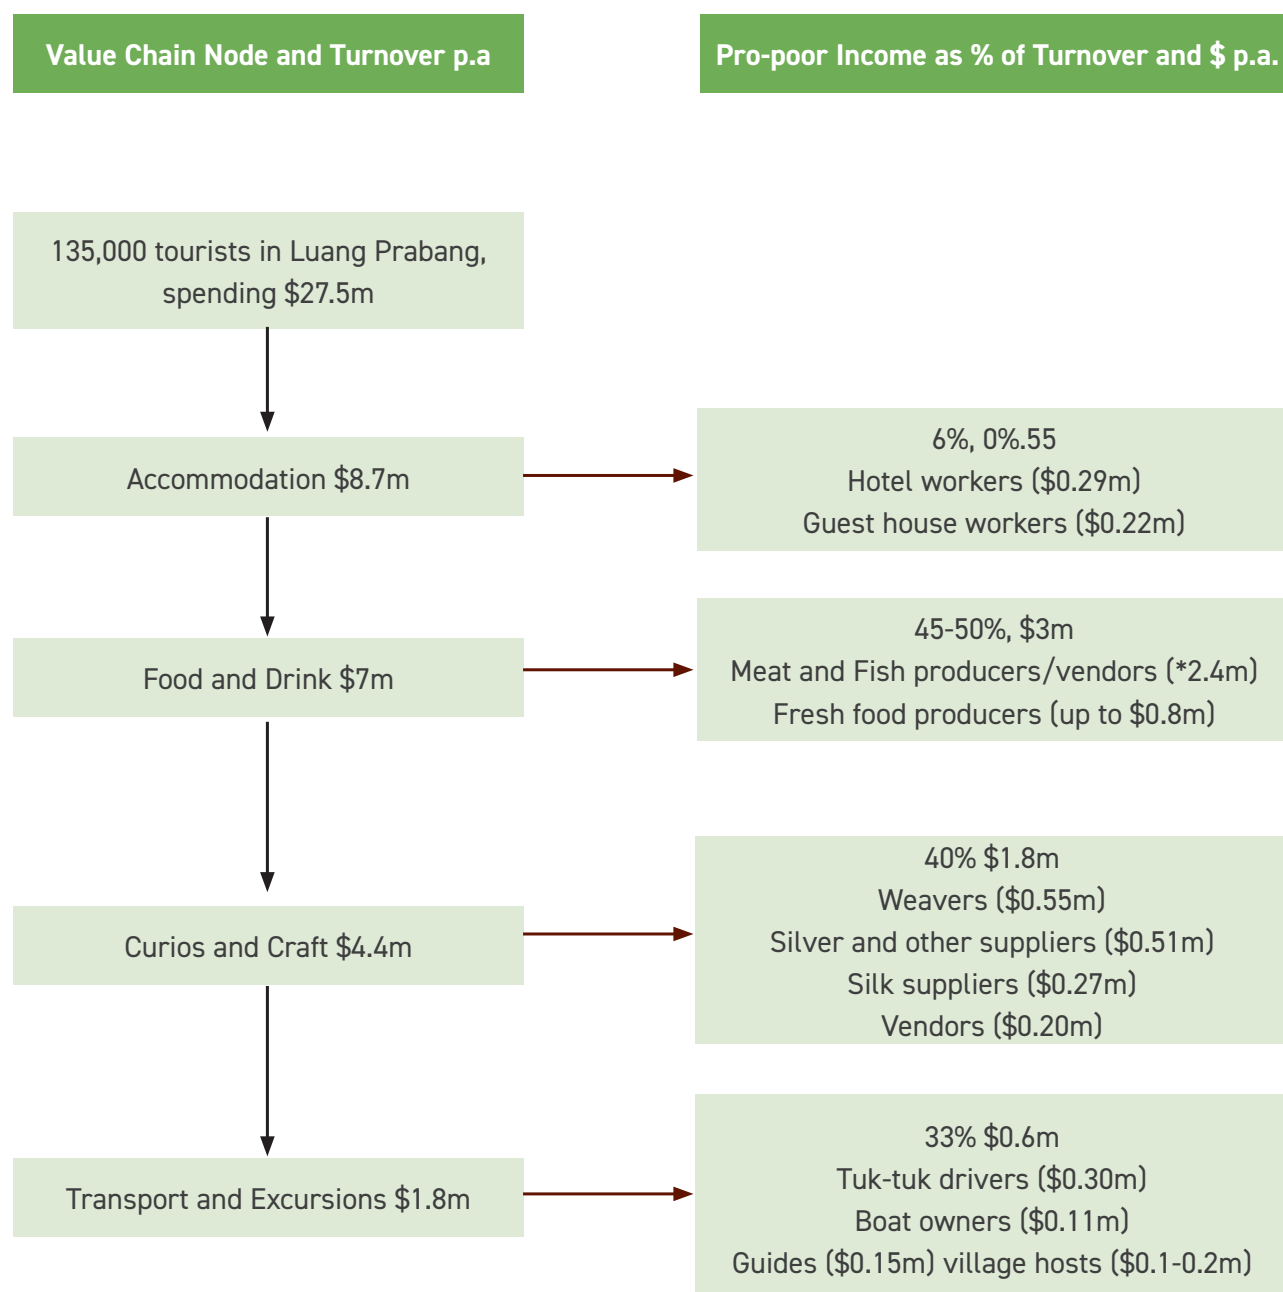 Value Chain Node and Turnover p.a
Pro-poor Income as % of Turnover and $ p.a.
135,000 tourists in Luang Prabang,
spending $27.5m
Accommodation $8.7m
6%, 0%.55
Hotel workers ($0.29m)
Guest house workers ($0.22m)
Food and Drink $7m
45-50%, $3m
Meat and Fish producers/vendors (*2.4m)
Fresh food producers (up to $0.8m)
Curios and Craft $4.4m
40% $1.8m
Weavers ($0.55m)
Silver and other suppliers ($0.51m)
Silk suppliers ($0.27m)
Vendors ($0.20m)
Transport and Excursions $1.8m
33% $0.6m
Tuk-tuk drivers ($0.30m)
Boat owners ($0.11m)
Guides ($0.15m) village hosts ($0.1-0.2m)